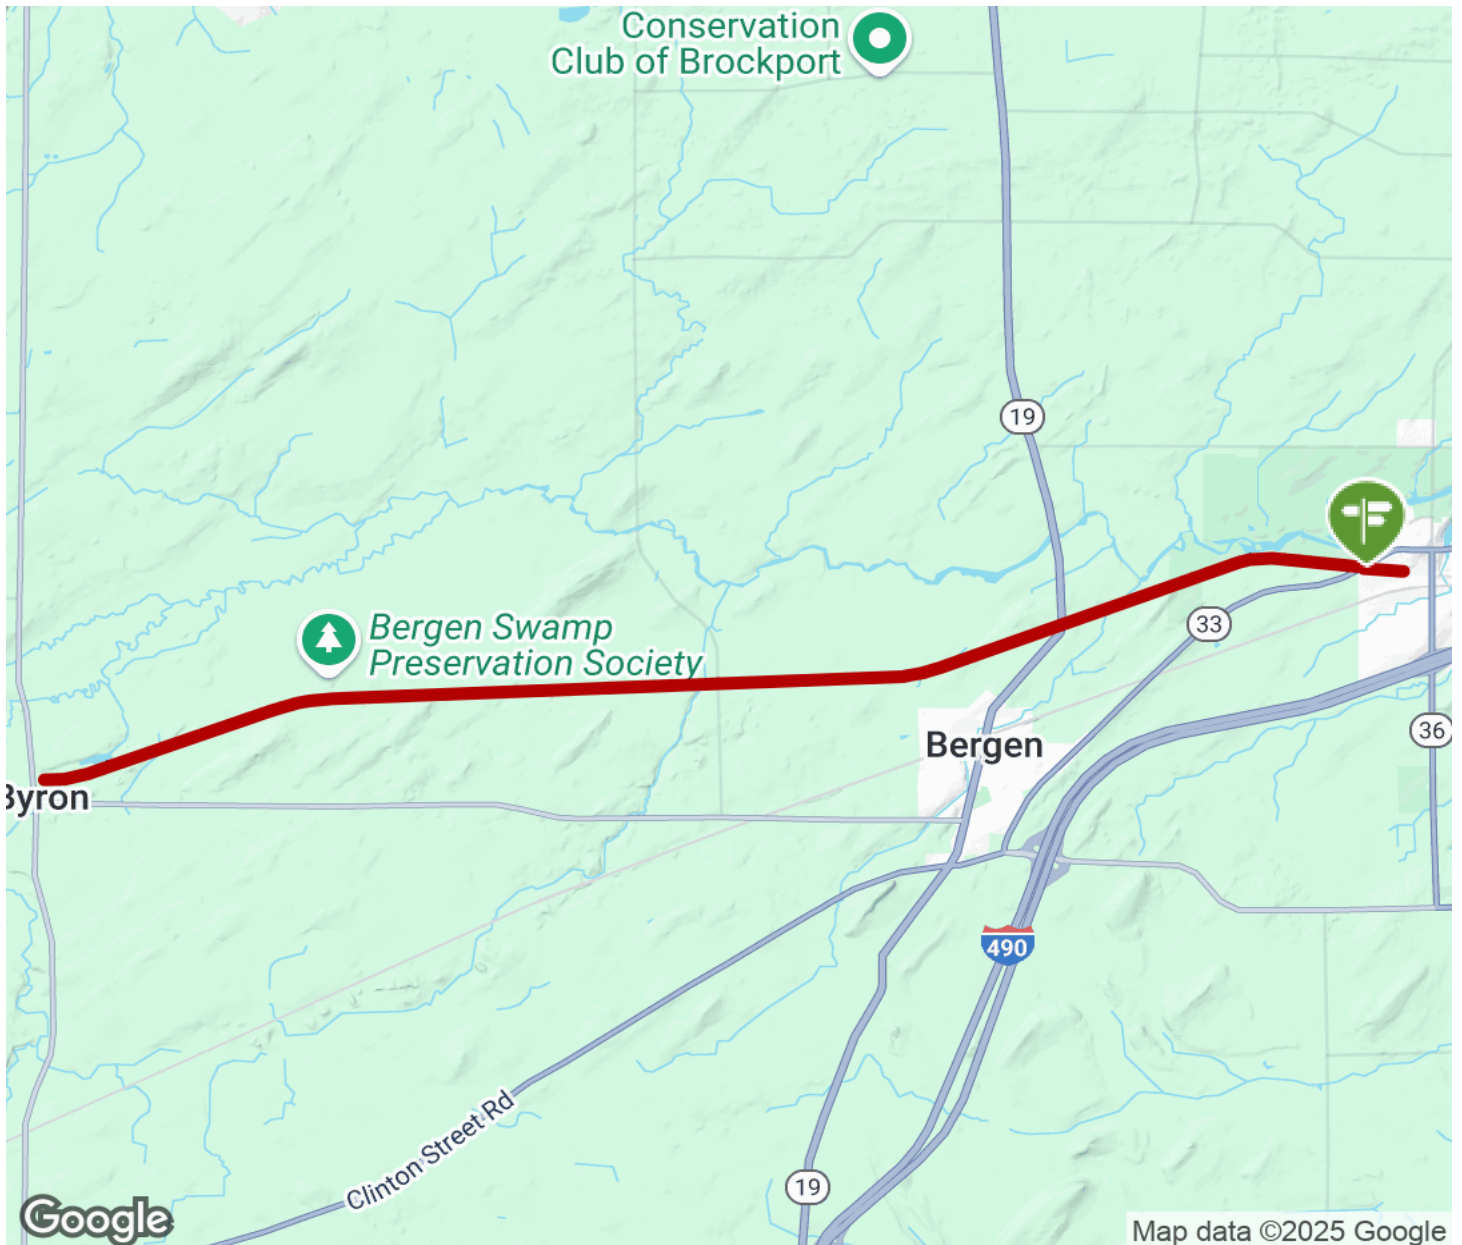 Conservation
Club of Brockport
19
33
Bergen Swamp
Preservation Society
36
Bergen
Byron
490
Clinton Street Rd
19
Google
Map data ©2025 Google